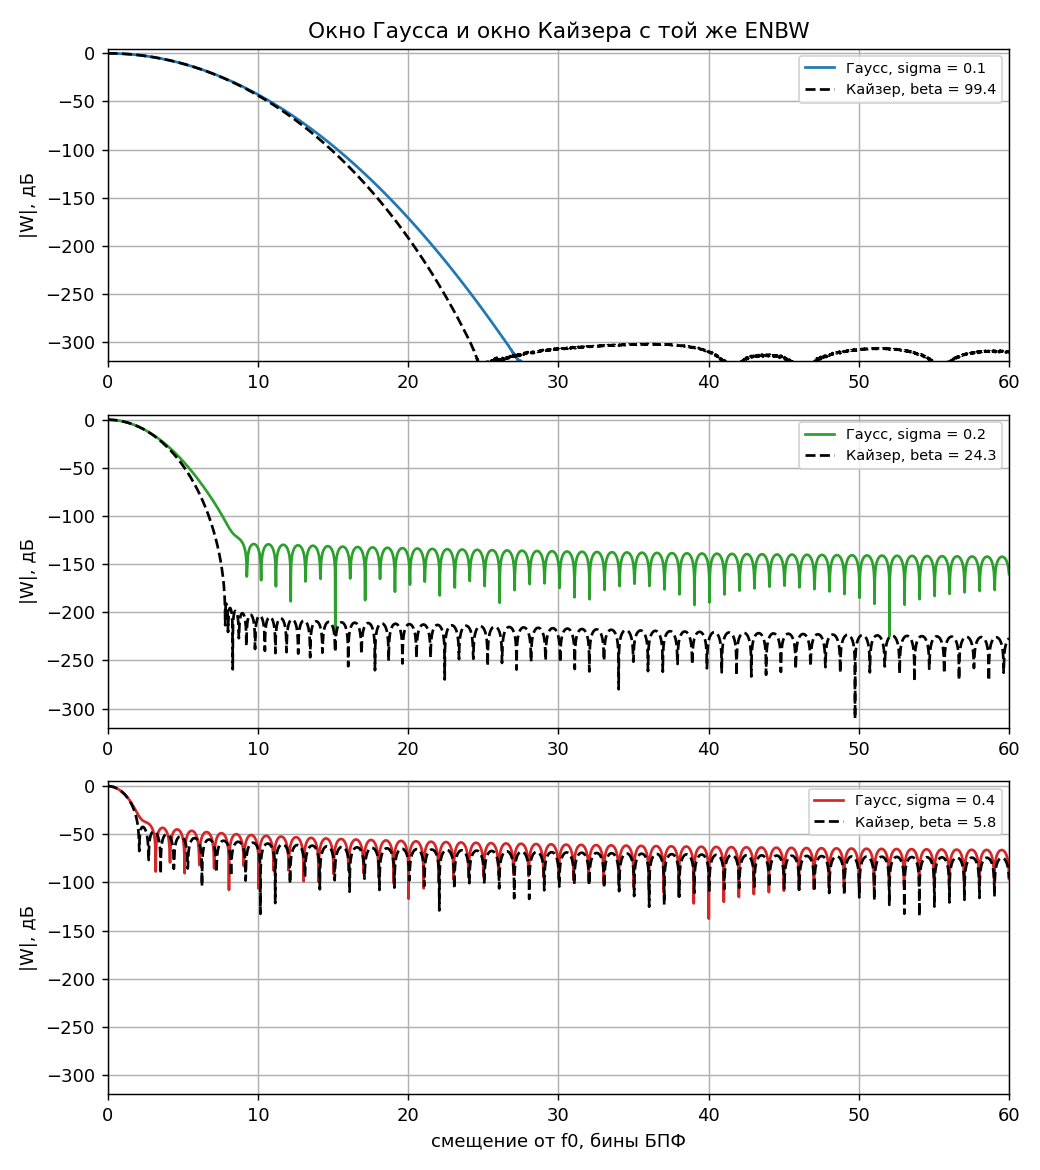 Окно Гаусса и окно Кайзера с той же ENBW
Гаусс, sigma = 0.1
Кайзер, beta = 99.4
|W|, дБ
0
−50
−100
−150
−200
−250
−300
0 10 20 30 40 50 60
Гаусс, sigma = 0.2
Кайзер, beta = 24.3
|W|, дБ
0
−50
−100
−150
−200
−250
−300
0 10 20 30 40 50 60
Гаусс, sigma = 0.4
Кайзер, beta = 5.8
|W|, дБ
0
−50
−100
−150
−200
−250
−300
0 10 20 30 40 50 60
смещение от f0, бины БПФ